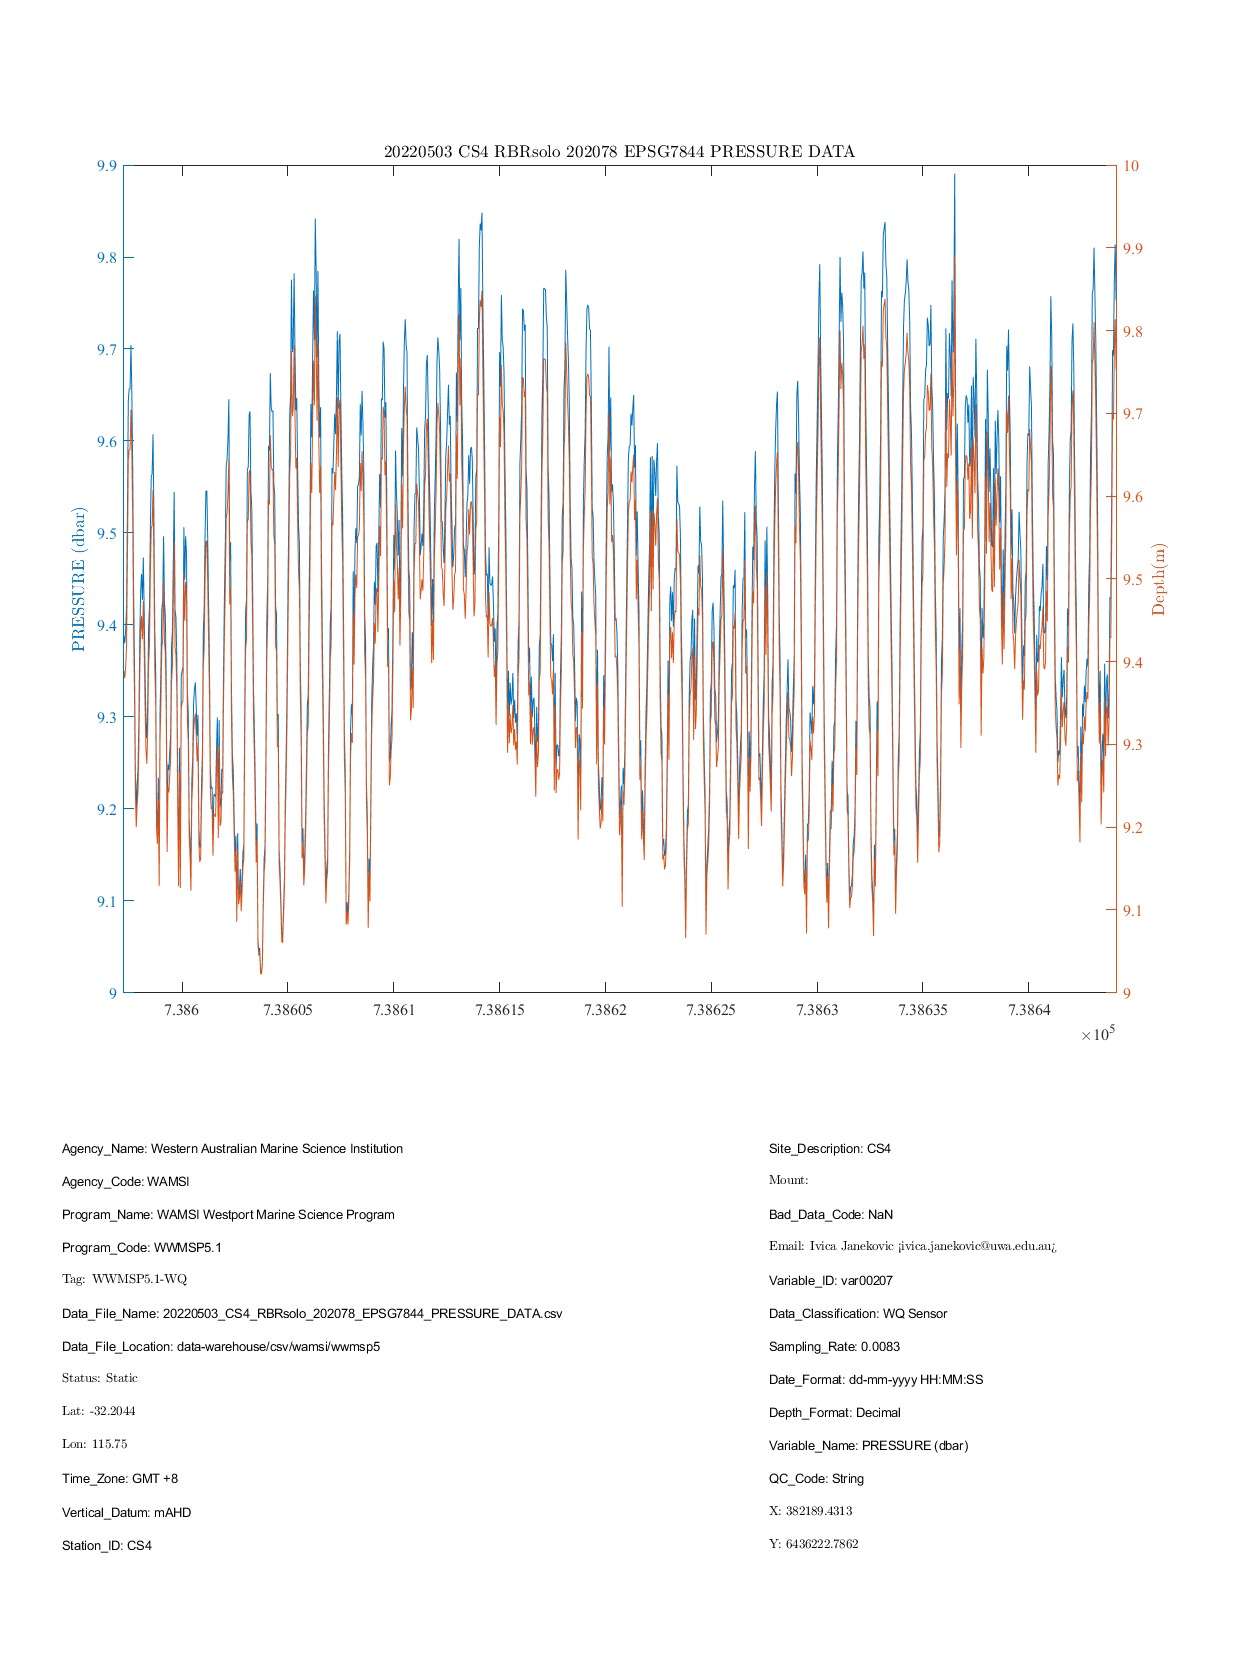 20220503 CS4 RBRsolo 202078 EPSG7844 PRESSURE DATA
9.9
9.8
9.7
9.6
9.5
9.4
9.3
9.2
9.1
9
PRESSURE (dbar)
10
9.9
9.8
9.7
9.6
9.5
9.4
9.3
9.2
9.1
9
Depth(m)
7.386 7.38605 7.3861 7.38615 7.3862 7.38625 7.3863 7.38635 7.3864
×10⁵
Agency_Name: Western Australian Marine Science Institution
Agency_Code: WAMSI
Program_Name: WAMSI Westport Marine Science Program
Program_Code: WWMSP5.1
Tag: WWMSP5.1-WQ
Data_File_Name: 20220503_CS4_RBRsolo_202078_EPSG7844_PRESSURE_DATA.csv
Data_File_Location: data-warehouse/csv/wamsi/wwmsp5
Status: Static
Lat: -32.2044
Lon: 115.75
Time_Zone: GMT +8
Vertical_Datum: mAHD
Station_ID: CS4
Site_Description: CS4
Mount:
Bad_Data_Code: NaN
Email: Ivica Janekovic ¡ivica.janekovic@uwa.edu.au¿
Variable_ID: var00207
Data_Classification: WQ Sensor
Sampling_Rate: 0.0083
Date_Format: dd-mm-yyyy HH:MM:SS
Depth_Format: Decimal
Variable_Name: PRESSURE (dbar)
QC_Code: String
X: 382189.4313
Y: 6436222.7862